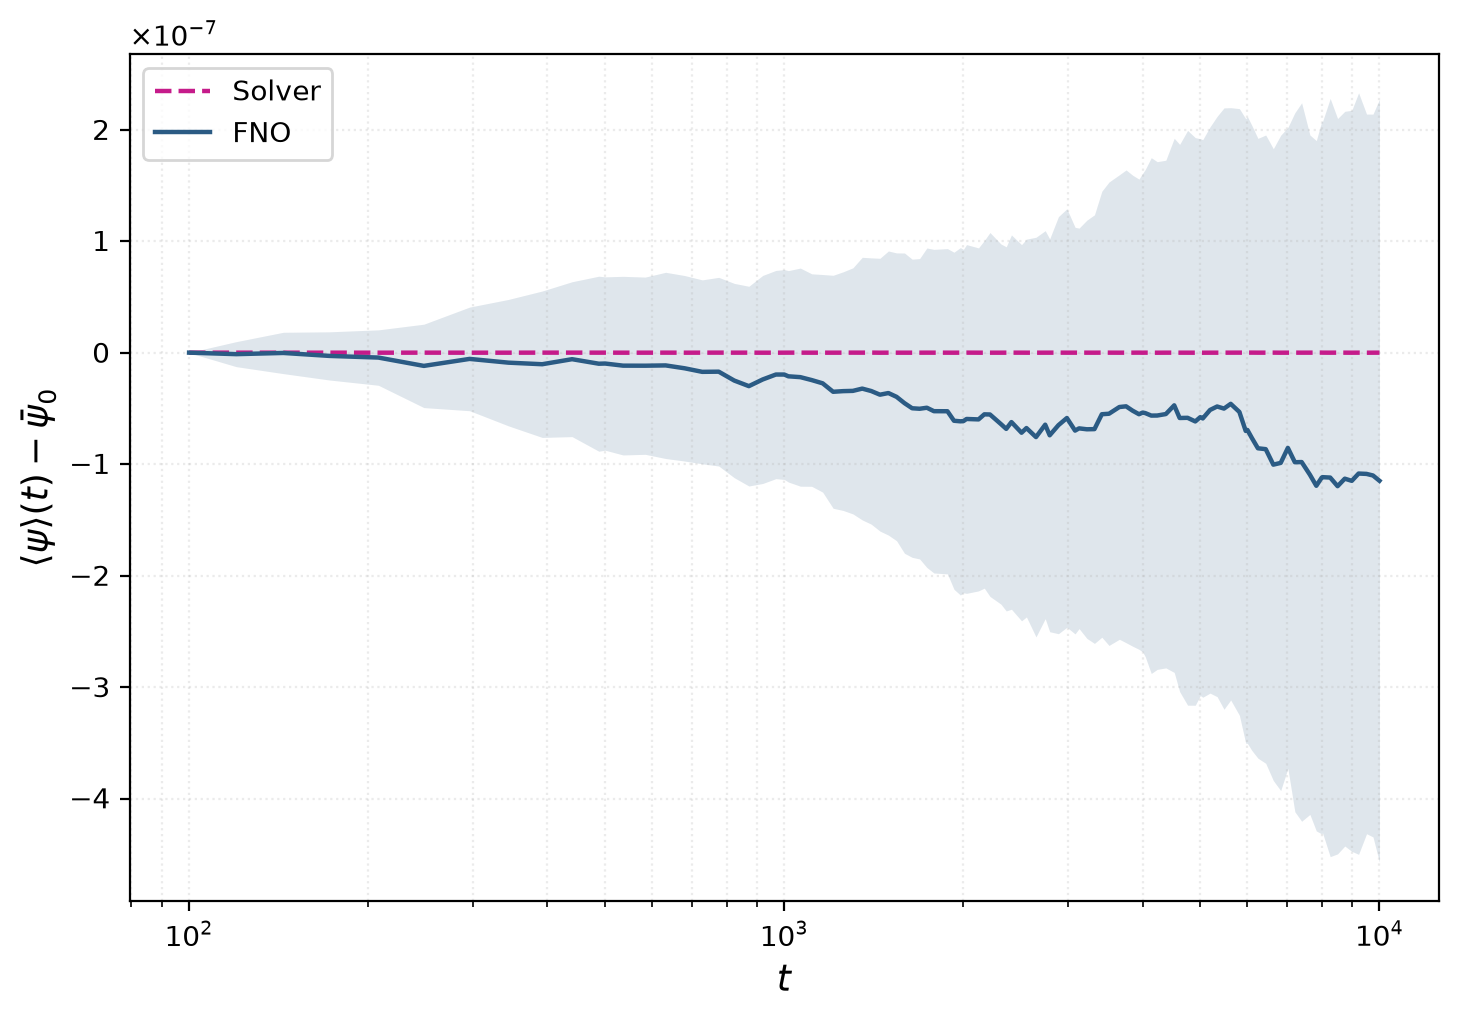 ×10⁻⁷
Solver
FNO
2
1
0
−1
−2
−3
−4
⟨ψ⟩(t) − ψ̄₀
10² 10³ 10⁴
t